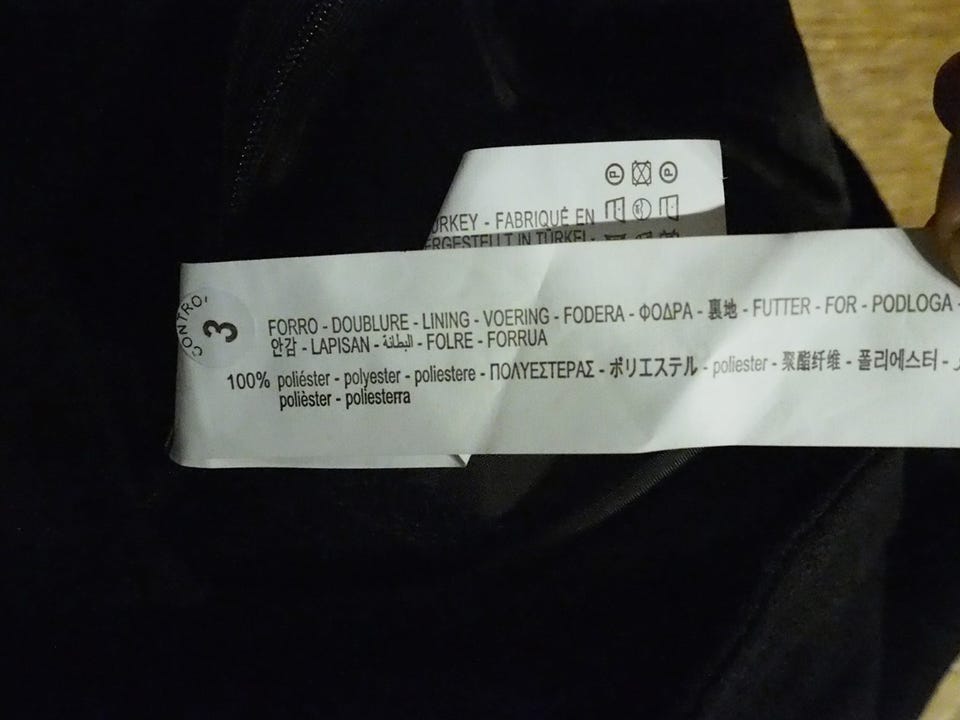 P P
URKEY - FABRIQUÉ EN
ERGESTELLT IN TÜRKEI -
CONTROL
3
FORRO - DOUBLURE - LINING - VOERING - FODERA - ΦΟΔΡΑ - 裏地 - FUTTER - FOR - PODLOGA -
안감 - LAPISAN - البطانة - FOLRE - FORRUA
100% poliéster - polyester - poliestere - ΠΟΛΥΕΣΤΕΡΑΣ - ポリエステル - poliester - 聚酯纤维 - 폴리에스터 -
polièster - poliesterra